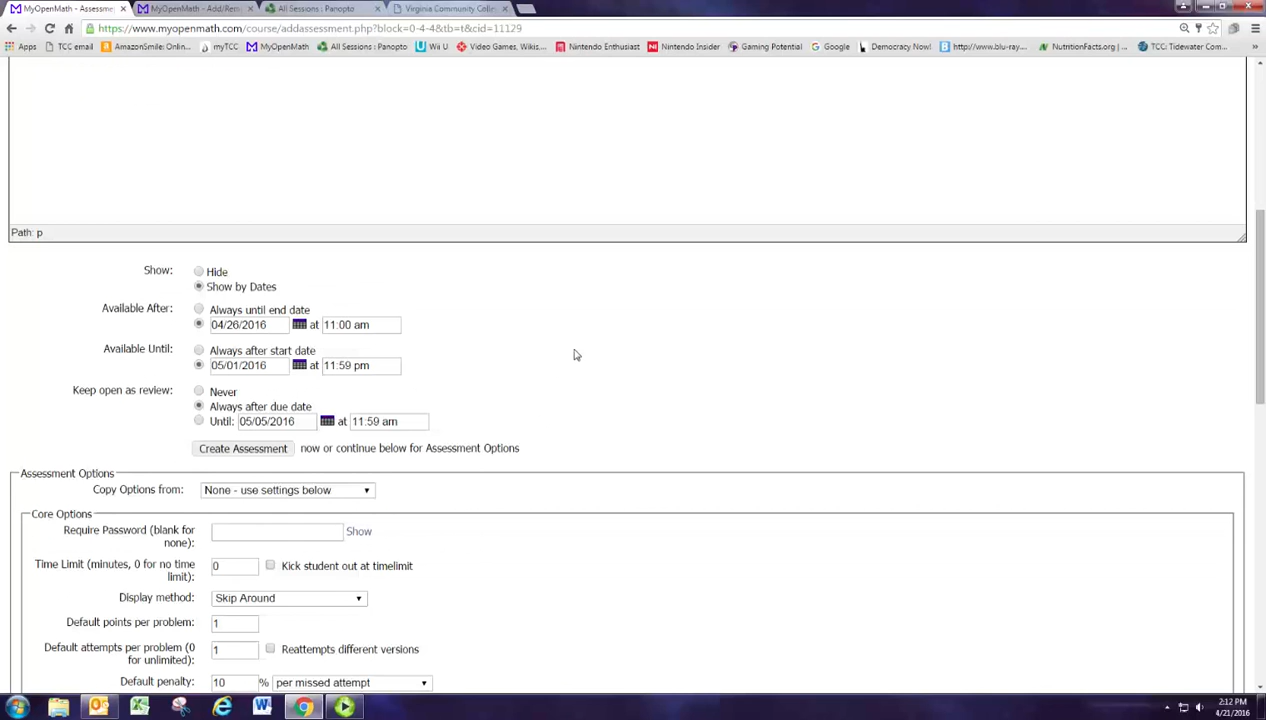 MyOpenMath - Assessme
MyOpenMath - Add/Rem
All Sessions : Panopto
Virginia Community Colle
https://www.myopenmath.com/course/addassessment.php?block=0-4-4&tb=t&cid=11129
Apps TCC email AmazonSmile: Onlin... myTCC MyOpenMath All Sessions : Panopto Wii U Video Games, Wikis... Nintendo Enthusiast Nintendo Insider Gaming Potential Google Democracy Now! http://www.blu-ray... NutritionFacts.org |... TCC: Tidewater Com...
Path: p
Show: Hide
Show by Dates
Available After: Always until end date
04/26/2016 at 11:00 am
Available Until: Always after start date
05/01/2016 at 11:59 pm
Keep open as review: Never
Always after due date
Until: 05/05/2016 at 11:59 am
Create Assessment now or continue below for Assessment Options
Assessment Options
Copy Options from: None - use settings below
Core Options
Require Password (blank for none): Show
Time Limit (minutes, 0 for no time limit): 0 Kick student out at timelimit
Display method: Skip Around
Default points per problem: 1
Default attempts per problem (0 for unlimited): 1 Reattempts different versions
Default penalty: 10 % per missed attempt
2:12 PM
4/21/2016